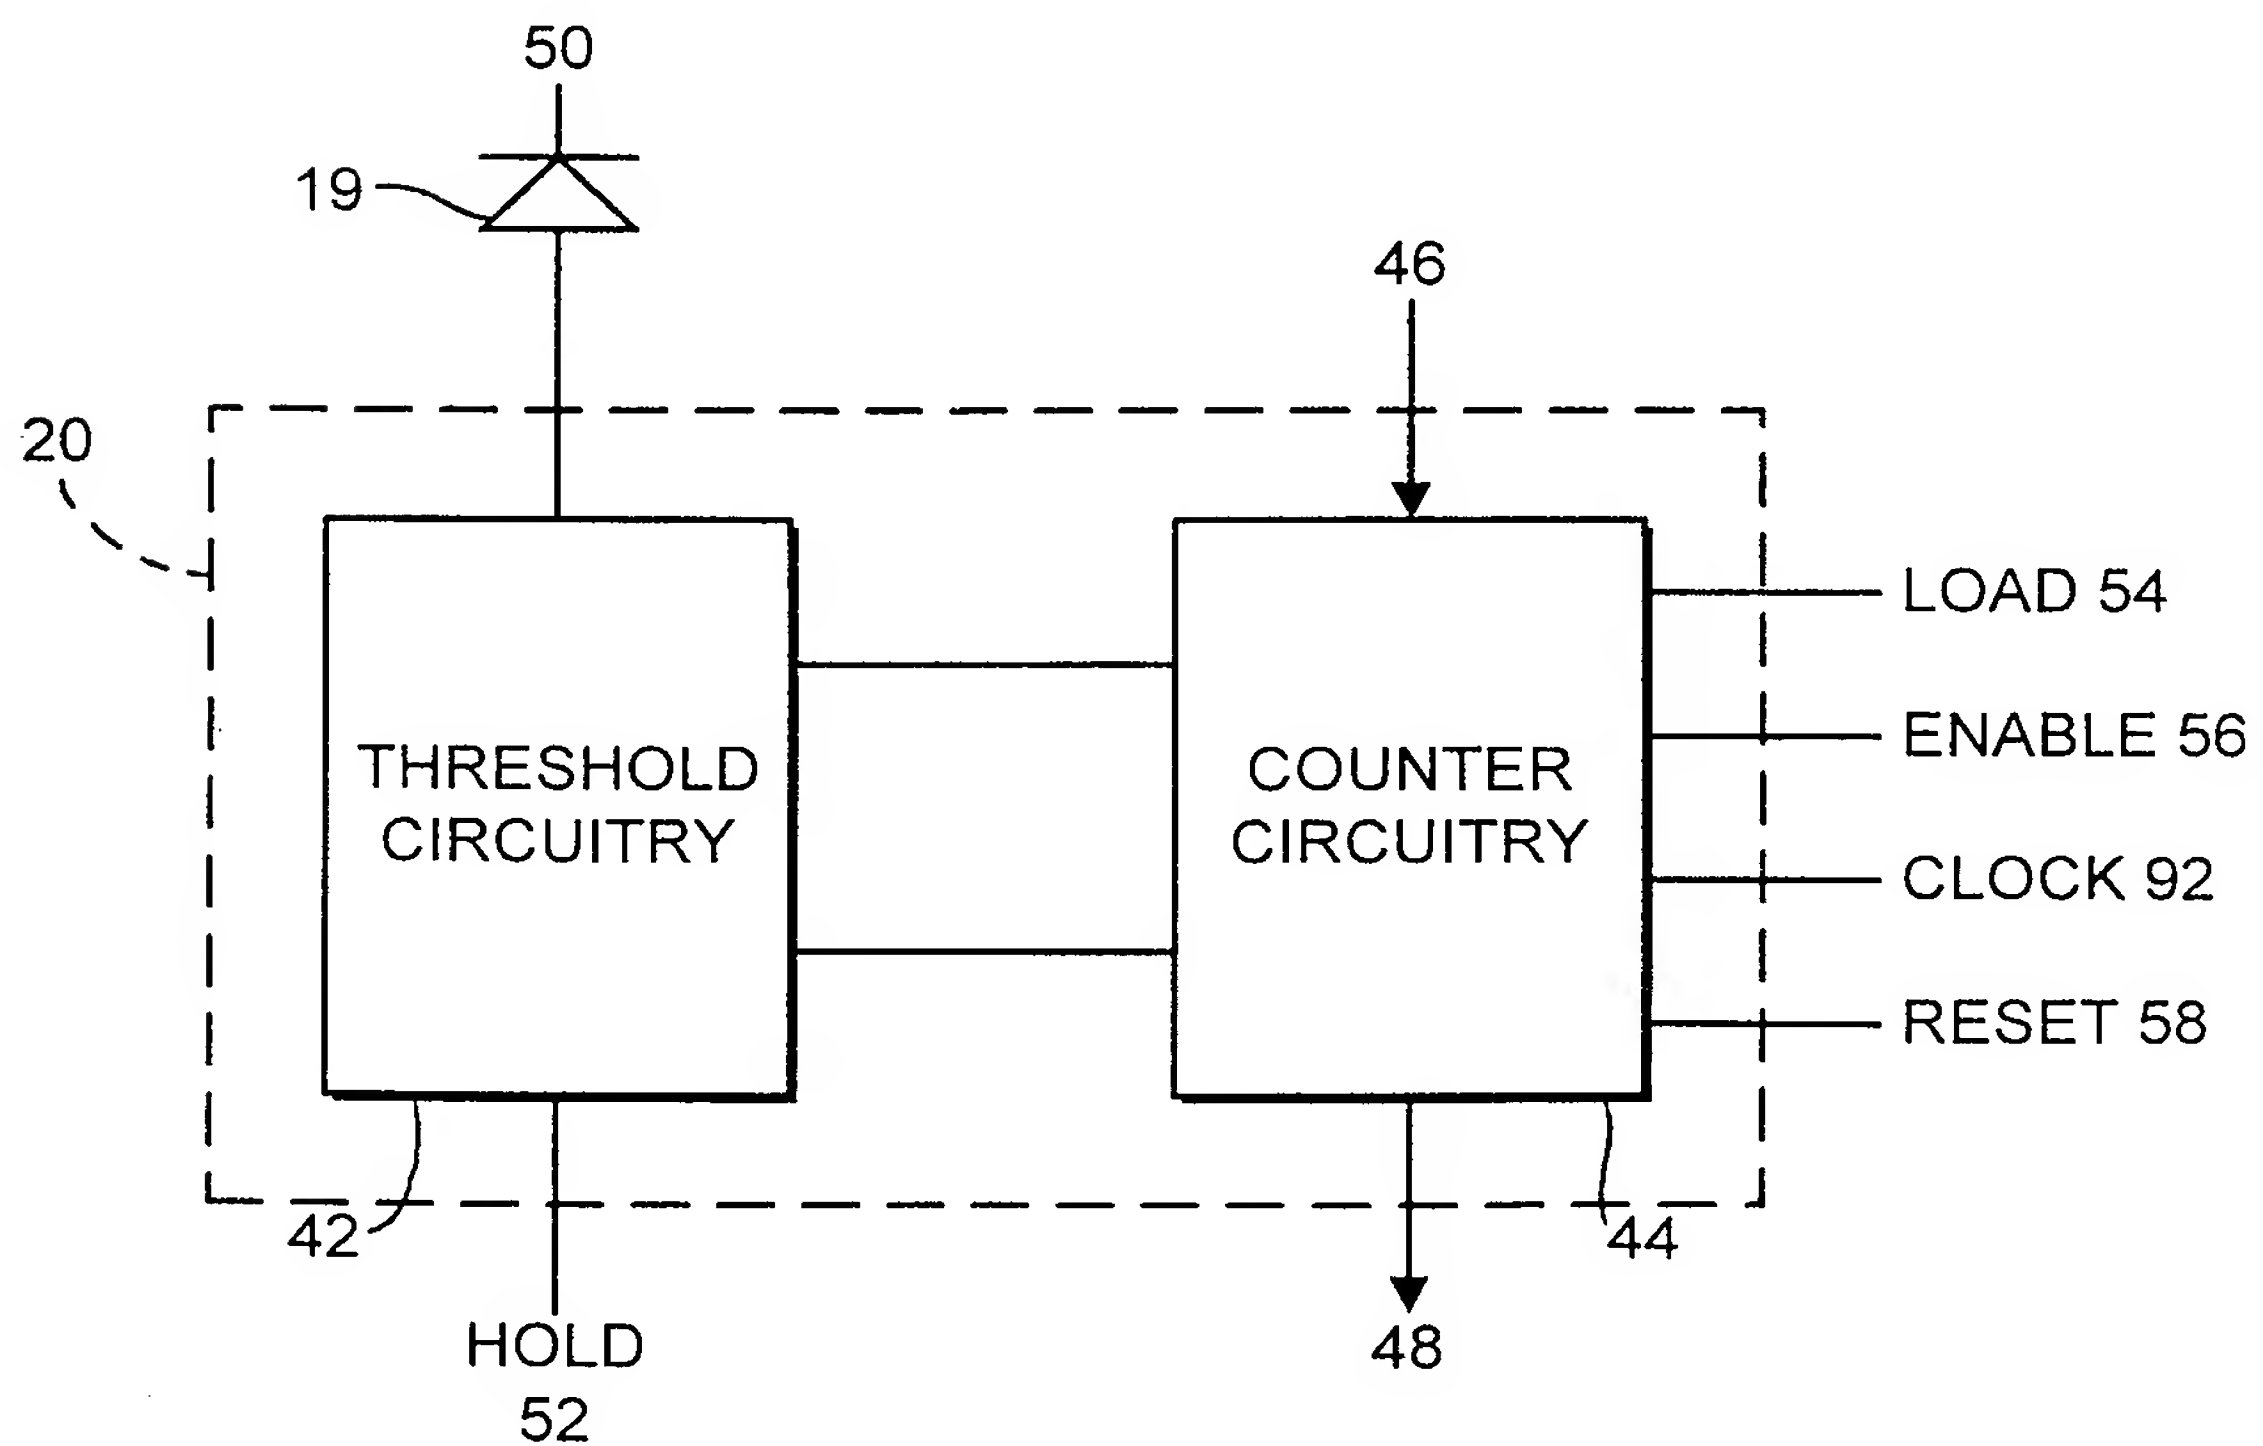 50
19
46
20
LOAD 54
ENABLE 56
THRESHOLD
CIRCUITRY
COUNTER
CIRCUITRY
CLOCK 92
RESET 58
42
44
HOLD
52
48